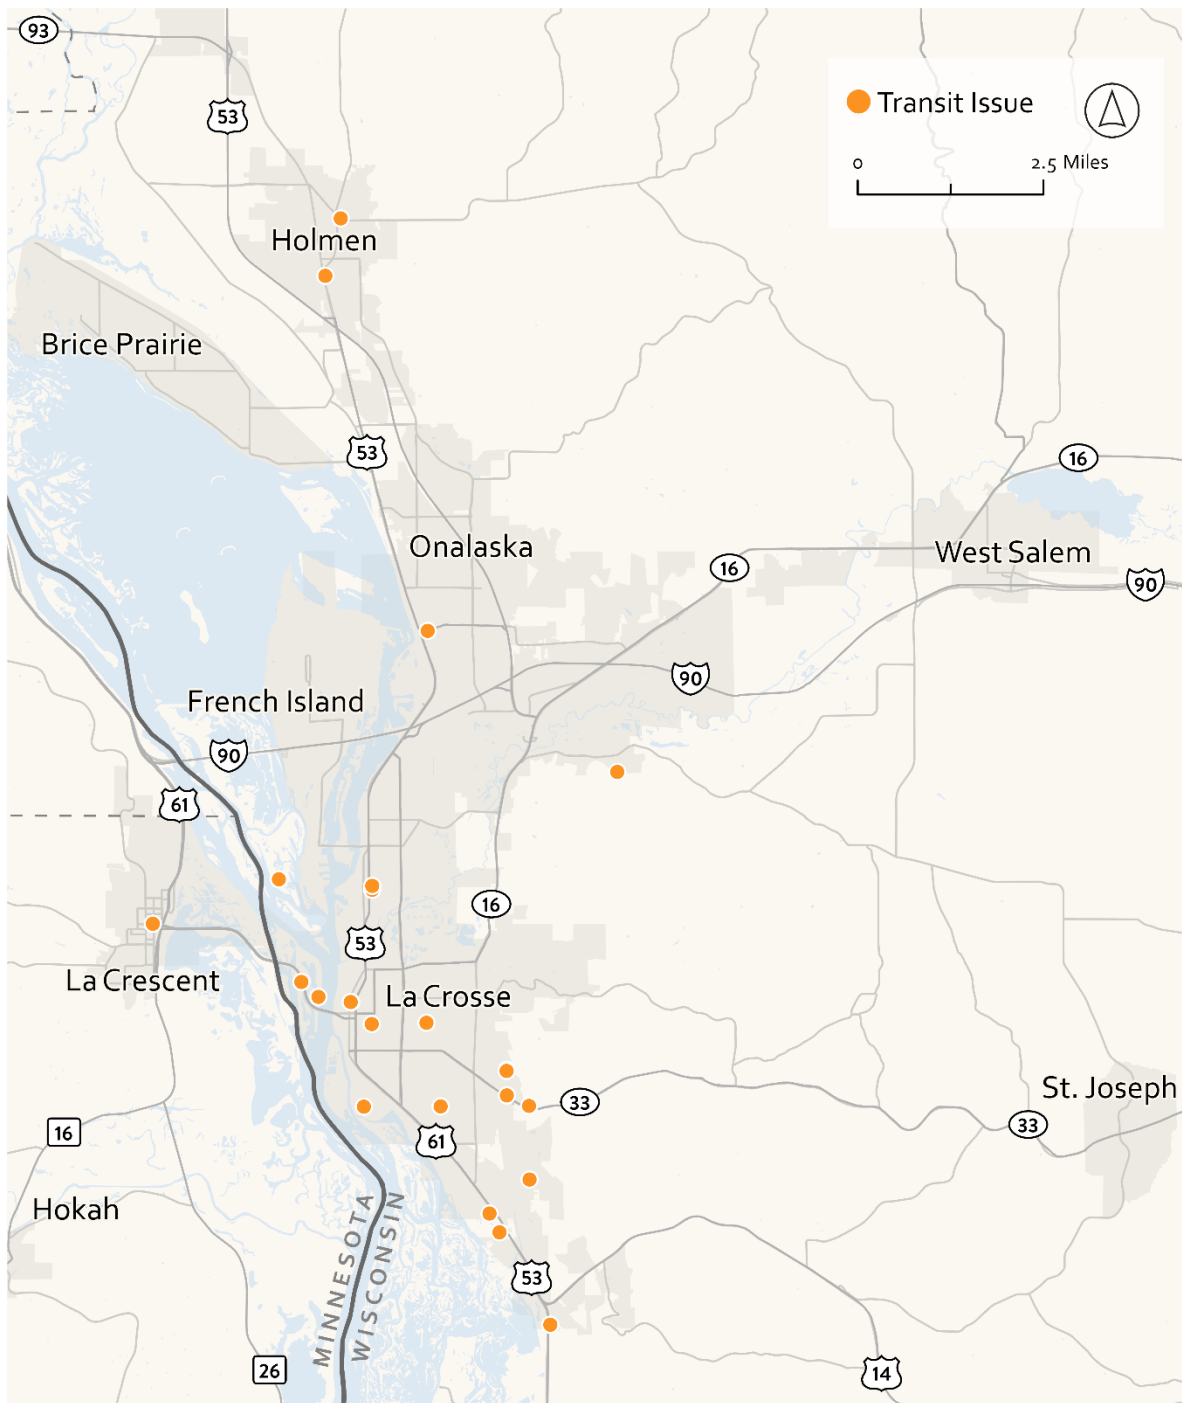 93
53
Transit Issue
0 2.5 Miles
Holmen
Brice Prairie
53
16
Onalaska
West Salem
16
90
90
French Island
90
61
16
53
La Crescent
La Crosse
St. Joseph
33
33
16
61
Hokah
MINNESOTA
WISCONSIN
53
26
14